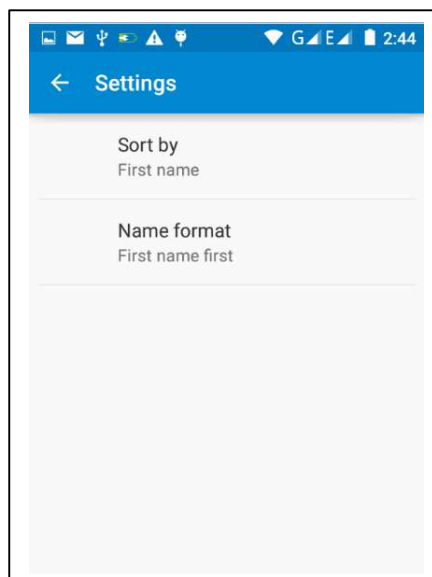 G E 2:44
Settings
Sort by
First name
Name format
First name first